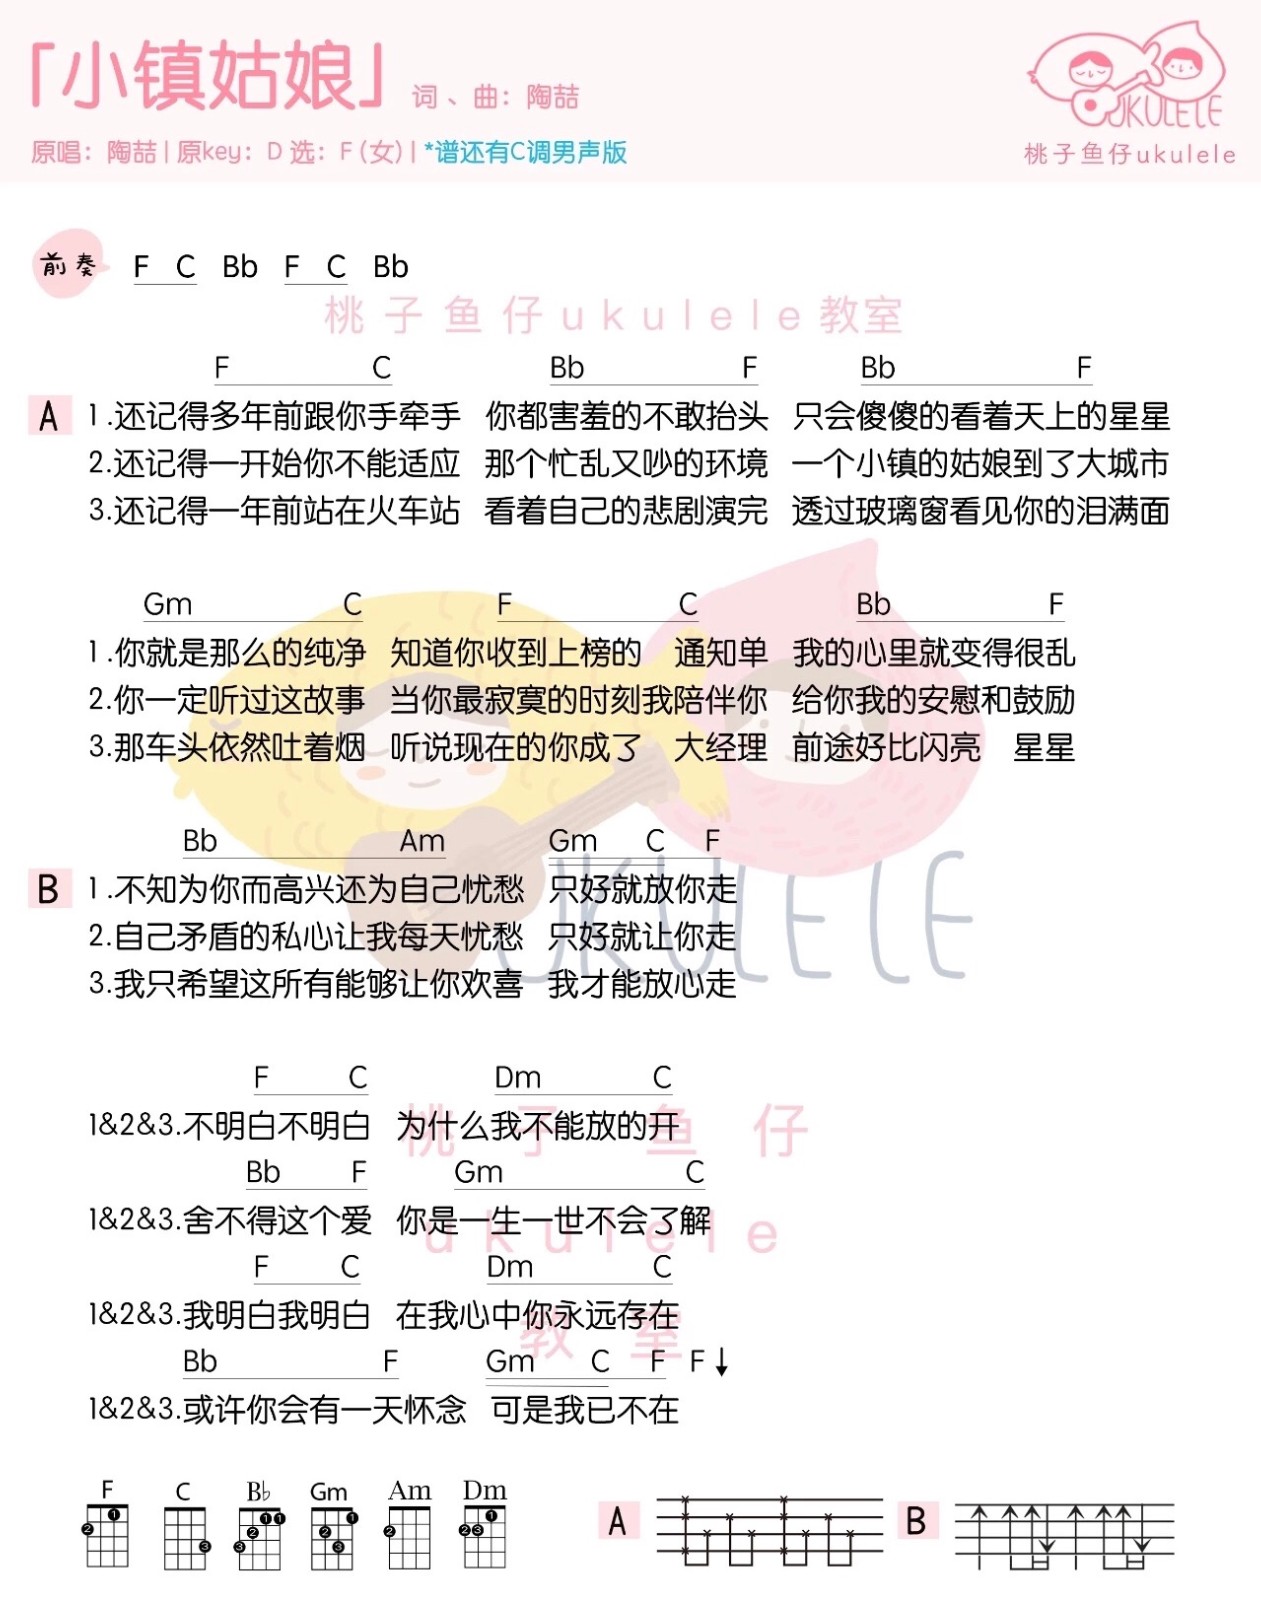 「小镇姑娘」 词、曲：陶喆
原唱：陶喆 | 原key：D 选：F（女）| *谱还有C调男声版
UKULELE
桃子鱼仔ukulele
前奏 F C Bb F C Bb
桃子鱼仔ukulele教室
F C Bb F Bb F
A 1.还记得多年前跟你手牵手 你都害羞的不敢抬头 只会傻傻的看着天上的星星
2.还记得一开始你不能适应 那个忙乱又吵的环境 一个小镇的姑娘到了大城市
3.还记得一年前站在火车站 看着自己的悲剧演完 透过玻璃窗看见你的泪满面
Gm C F C Bb F
1.你就是那么的纯净 知道你收到上榜的 通知单 我的心里就变得很乱
2.你一定听过这故事 当你最寂寞的时刻我陪伴你 给你我的安慰和鼓励
3.那车头依然吐着烟 听说现在的你成了 大经理 前途好比闪亮 星星
Bb Am Gm C F
B 1.不知为你而高兴还为自己忧愁 只好就放你走
2.自己矛盾的私心让我每天忧愁 只好就让你走
3.我只希望这所有能够让你欢喜 我才能放心走
UKULELE
F C Dm C
1&2&3.不明白不明白 为什么我不能放的开
桃子鱼仔
Bb F Gm C
1&2&3.舍不得这个爱 你是一生一世不会了解
ukulele
F C Dm C
1&2&3.我明白我明白 在我心中你永远存在
教室
Bb F Gm C F F↓
1&2&3.或许你会有一天怀念 可是我已不在
F C B♭ Gm Am Dm A B